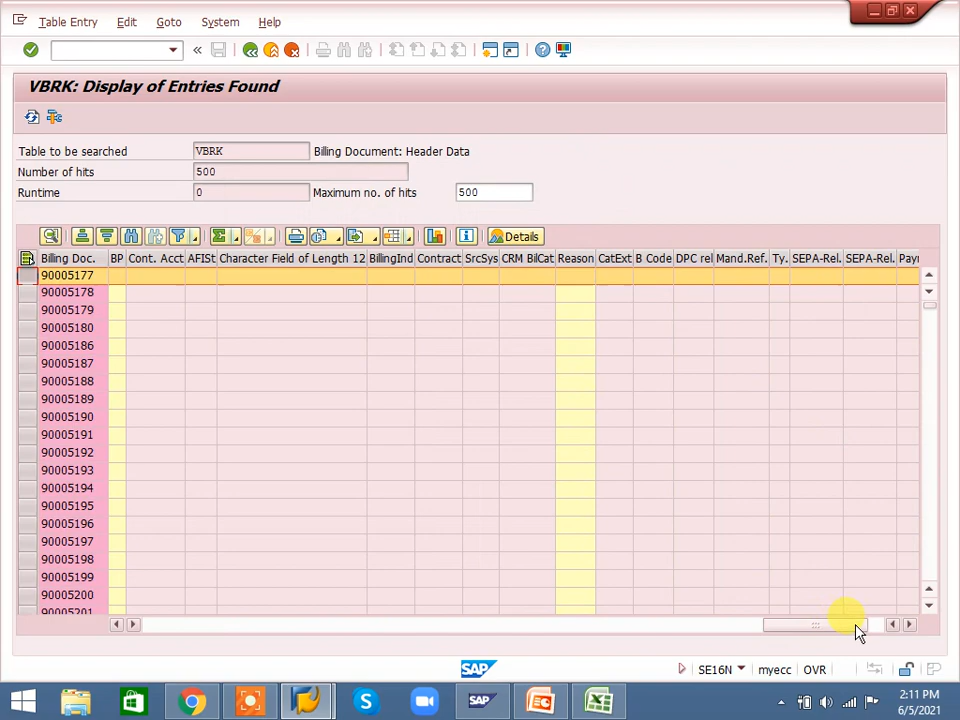 Table Entry Edit Goto System Help
VBRK: Display of Entries Found
Table to be searched VBRK Billing Document: Header Data
Number of hits 500
Runtime 0 Maximum no. of hits 500
Details
Billing Doc. BP Cont. Acct AFISt Character Field of Length 12 BillingInd Contract SrcSys CRM BilCat Reason CatExt B Code DPC rel Mand.Ref. Ty. SEPA-Rel. SEPA-Rel. Payr
90005177
90005178
90005179
90005180
90005186
90005187
90005188
90005189
90005190
90005191
90005192
90005193
90005194
90005195
90005196
90005197
90005198
90005199
90005200
90005201
SAP SE16N myecc OVR
SAP
2:11 PM
6/5/2021